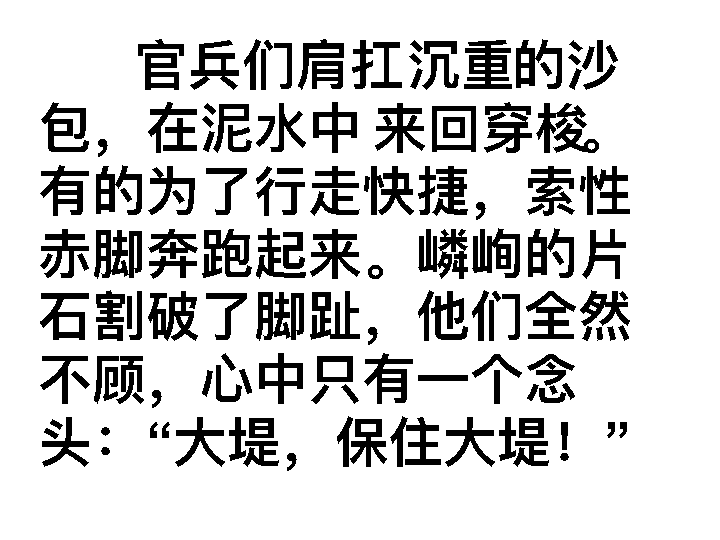 官兵们肩扛沉重的沙
包，在泥水中 来回穿梭。
有的为了行走快捷，索性
赤脚奔跑起来。嶙峋的片
石割破了脚趾，他们全然
不顾，心中只有一个念
头：“大堤，保住大堤！”